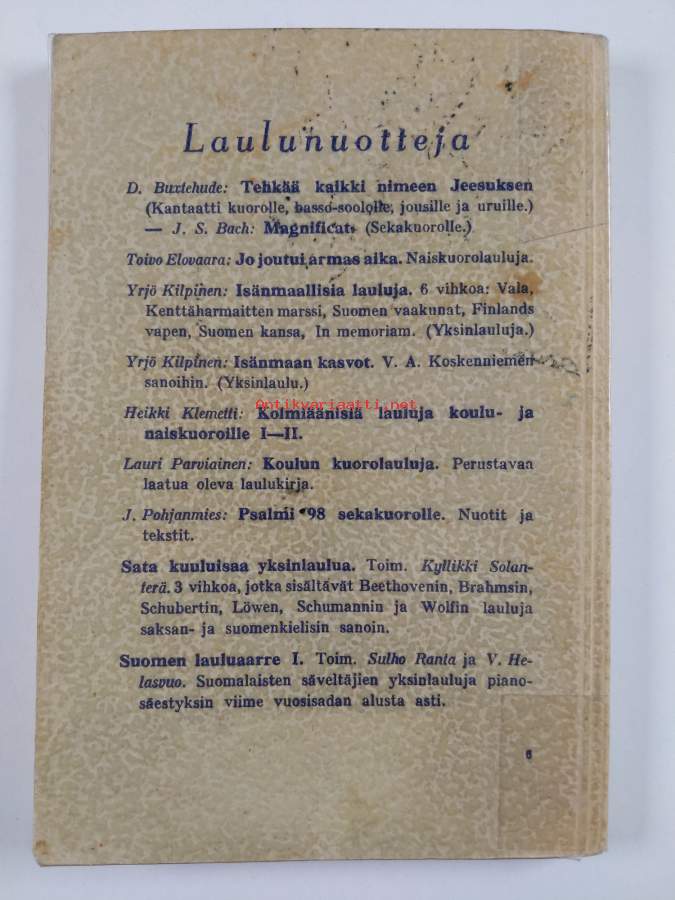 Laulunuotteja
D. Buxtehude: Tehkää kaikki nimeen Jeesuksen
(Kantaatti kuorolle, basso-soololle, jousille ja uruille.)
— J. S. Bach: Magnificat. (Sekakuorolle.)
Toivo Elovaara: Jo joutui armas aika. Naiskuorolauluja.
Yrjö Kilpinen: Isänmaallisia lauluja. 6 vihkoa: Vala,
Kenttäharmaitten marssi, Suomen vaakunat, Finlands
vapen, Suomen kansa, In memoriam. (Yksinlauluja.)
Yrjö Kilpinen: Isänmaan kasvot. V. A. Koskenniemen
sanoihin. (Yksinlaulu.)
Antikvariaatti.net
Heikki Klemetti: Kolmiäänisiä lauluja koulu- ja
naiskuoroille I—II.
Lauri Parviainen: Koulun kuorolauluja. Perustavaa
laatua oleva laulukirja.
J. Pohjanmies: Psalmi 98 sekakuorolle. Nuotit ja
tekstit.
Sata kuuluisaa yksinlaulua. Toim. Kyllikki Solan-
terä. 3 vihkoa, jotka sisältävät Beethovenin, Brahmsin,
Schubertin, Löwen, Schumannin ja Wolfin lauluja
saksan- ja suomenkielisin sanoin.
Suomen lauluaarre I. Toim. Sulho Ranta ja V. He-
lasvuo. Suomalaisten säveltäjien yksinlauluja piano-
säestyksin viime vuosisadan alusta asti.
6